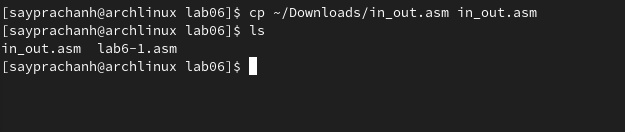 [sayprachanh@archlinux lab06]$ cp ~/Downloads/in_out.asm in_out.asm
[sayprachanh@archlinux lab06]$ ls
in_out.asm  lab6-1.asm
[sayprachanh@archlinux lab06]$